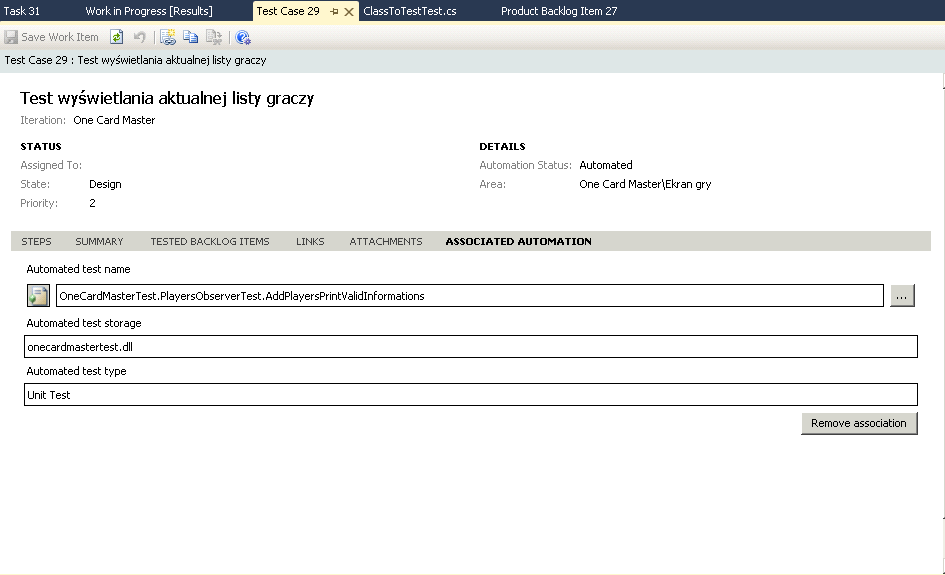 Task 31 Work in Progress [Results] Test Case 29 ClassToTestTest.cs Product Backlog Item 27
Save Work Item
Test Case 29 : Test wyświetlania aktualnej listy graczy
Test wyświetlania aktualnej listy graczy
Iteration: One Card Master
STATUS DETAILS
Assigned To: Automation Status: Automated
State: Design Area: One Card Master\Ekran gry
Priority: 2
STEPS SUMMARY TESTED BACKLOG ITEMS LINKS ATTACHMENTS ASSOCIATED AUTOMATION
Automated test name
OneCardMasterTest.PlayersObserverTest.AddPlayersPrintValidInformations ...
Automated test storage
onecardmastertest.dll
Automated test type
Unit Test
Remove association